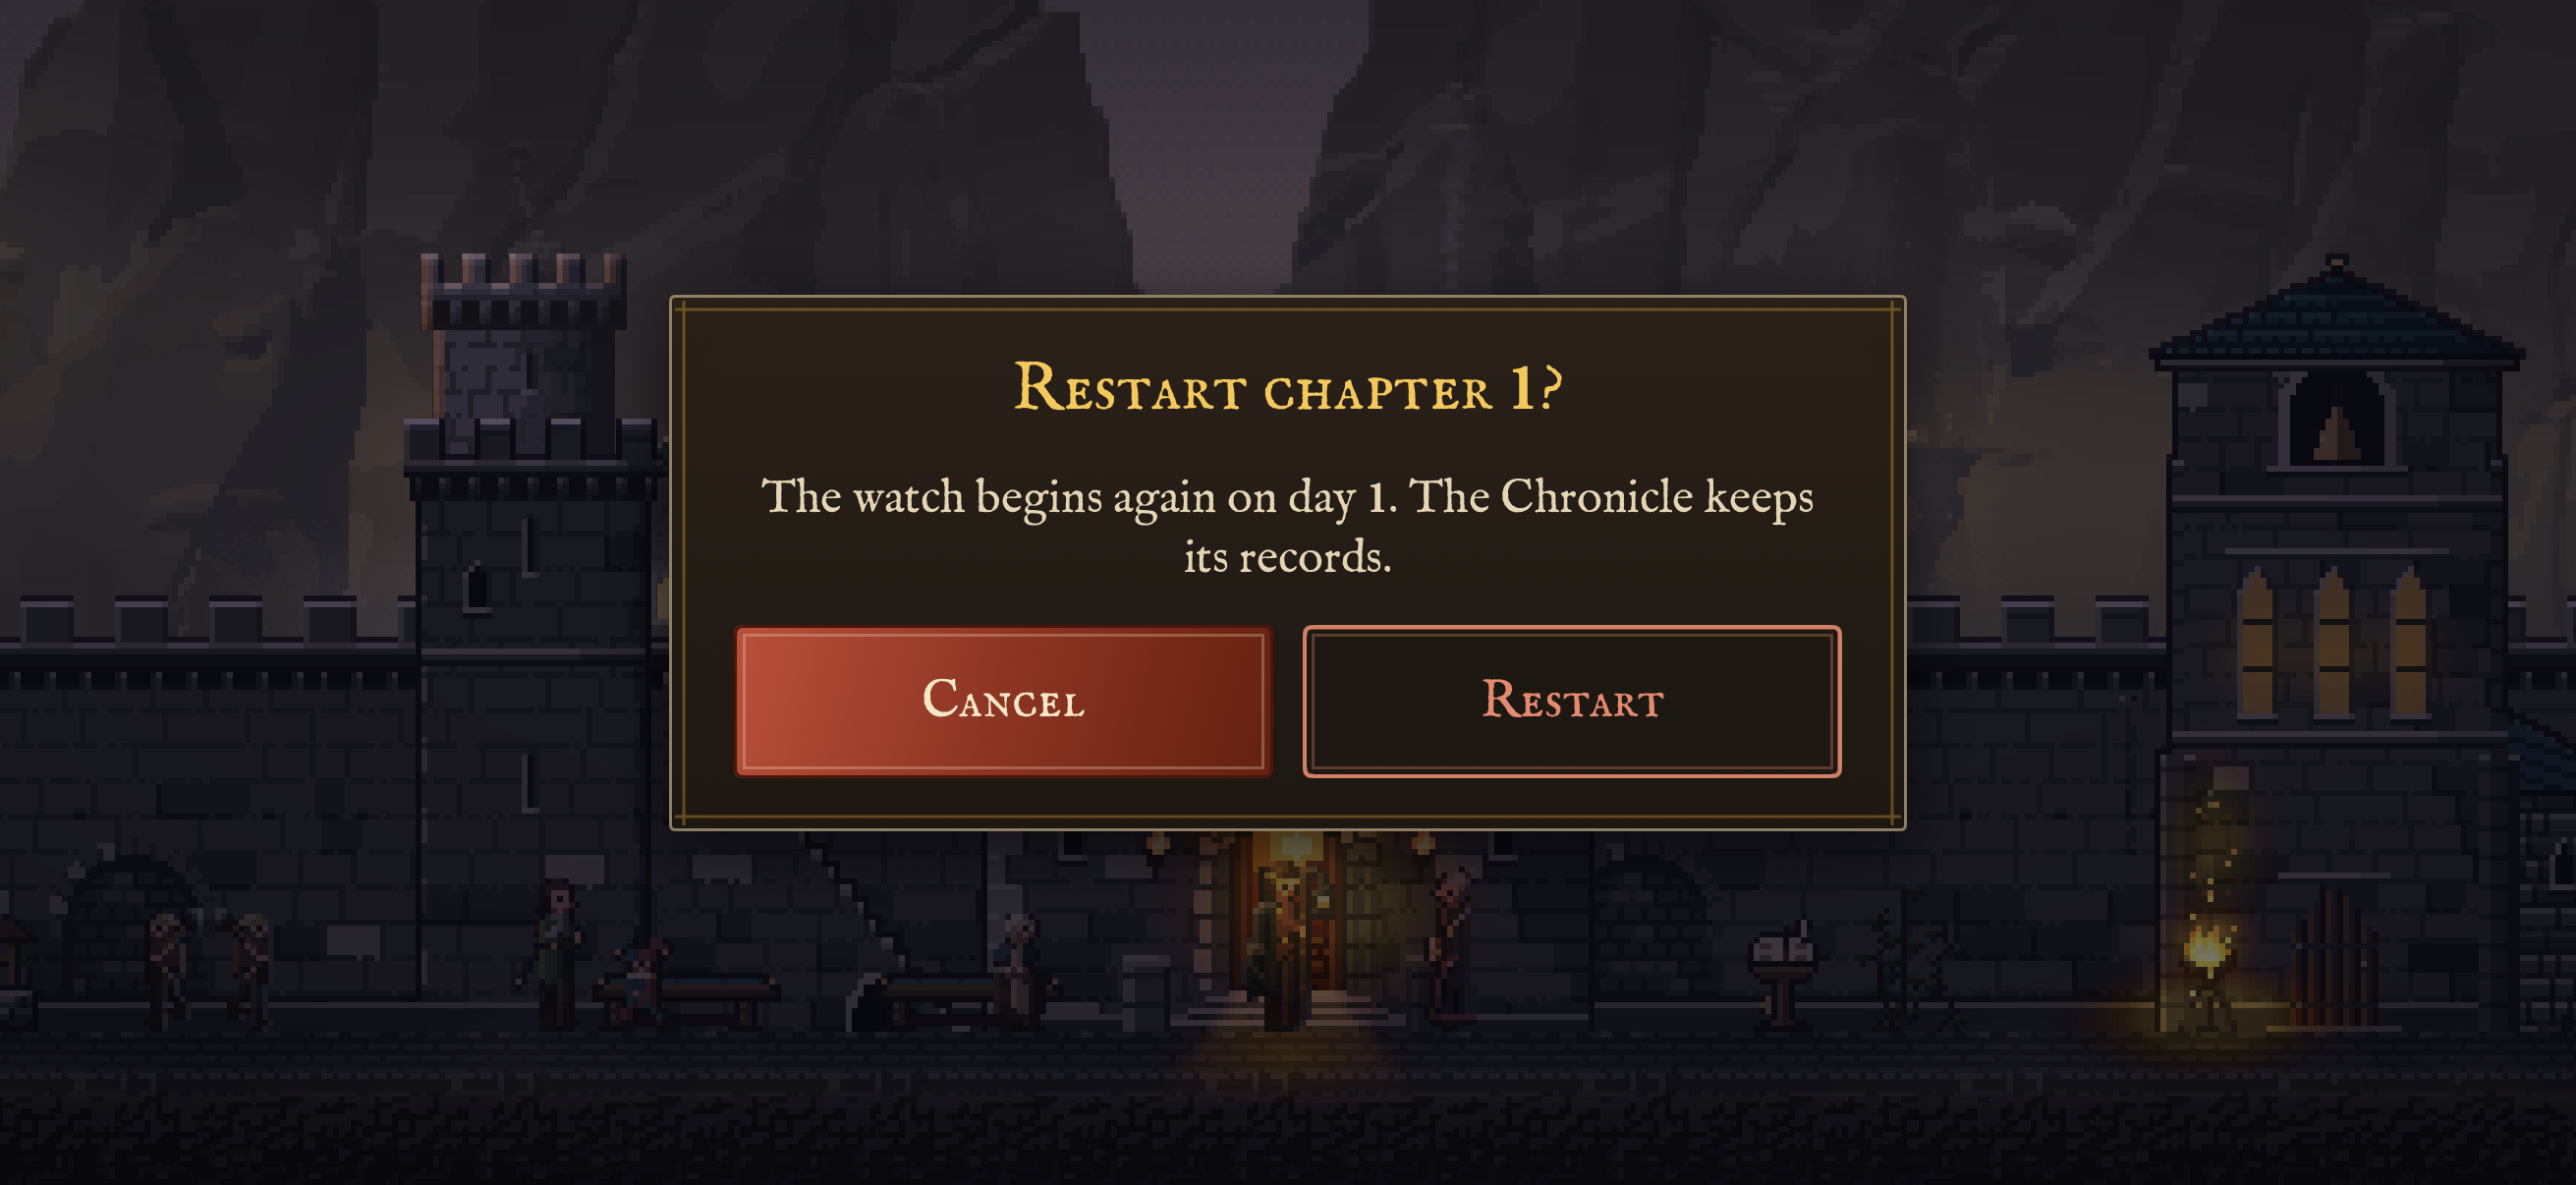 Restart chapter 1?
The watch begins again on day 1. The Chronicle keeps
its records.
Cancel
Restart